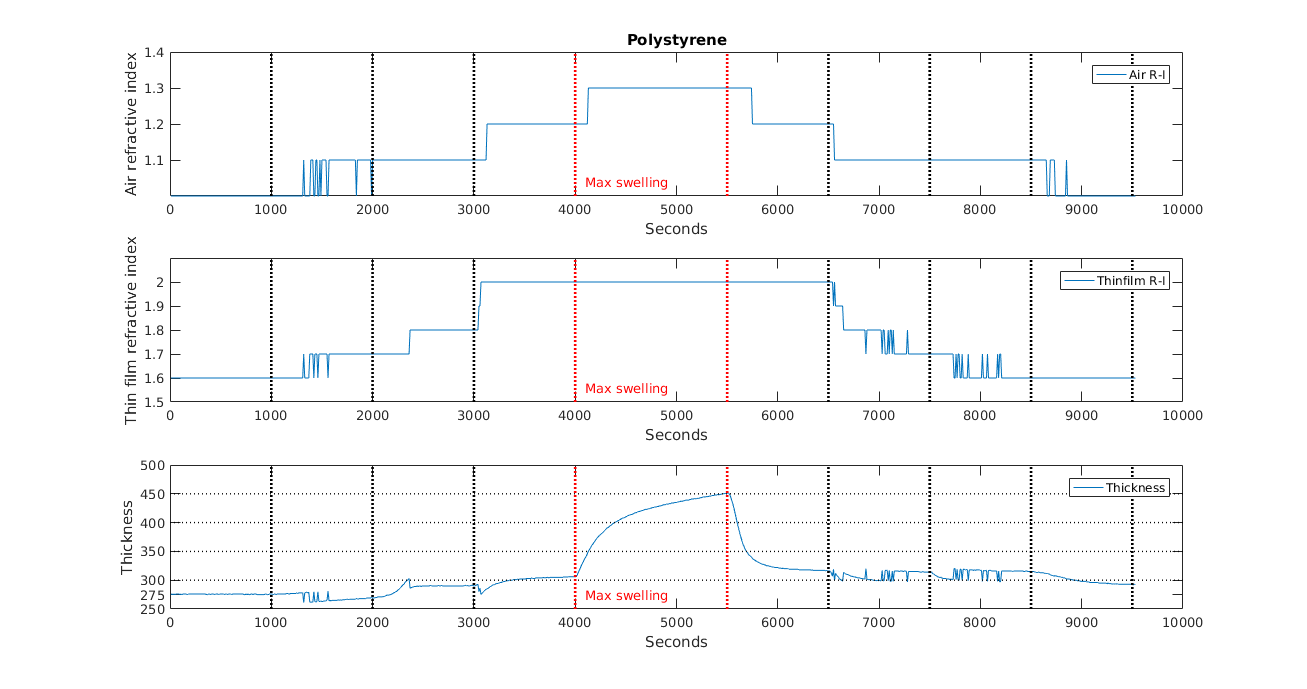 Polystyrene
Air refractive index
1.4
1.3
1.2
1.1
Air R-I
Max swelling
0 1000 2000 3000 4000 5000 6000 7000 8000 9000 10000
Seconds
Thin film refractive index
2
1.9
1.8
1.7
1.6
1.5
Thinfilm R-I
Max swelling
0 1000 2000 3000 4000 5000 6000 7000 8000 9000 10000
Seconds
Thickness
500
450
400
350
300
275
250
Thickness
Max swelling
0 1000 2000 3000 4000 5000 6000 7000 8000 9000 10000
Seconds